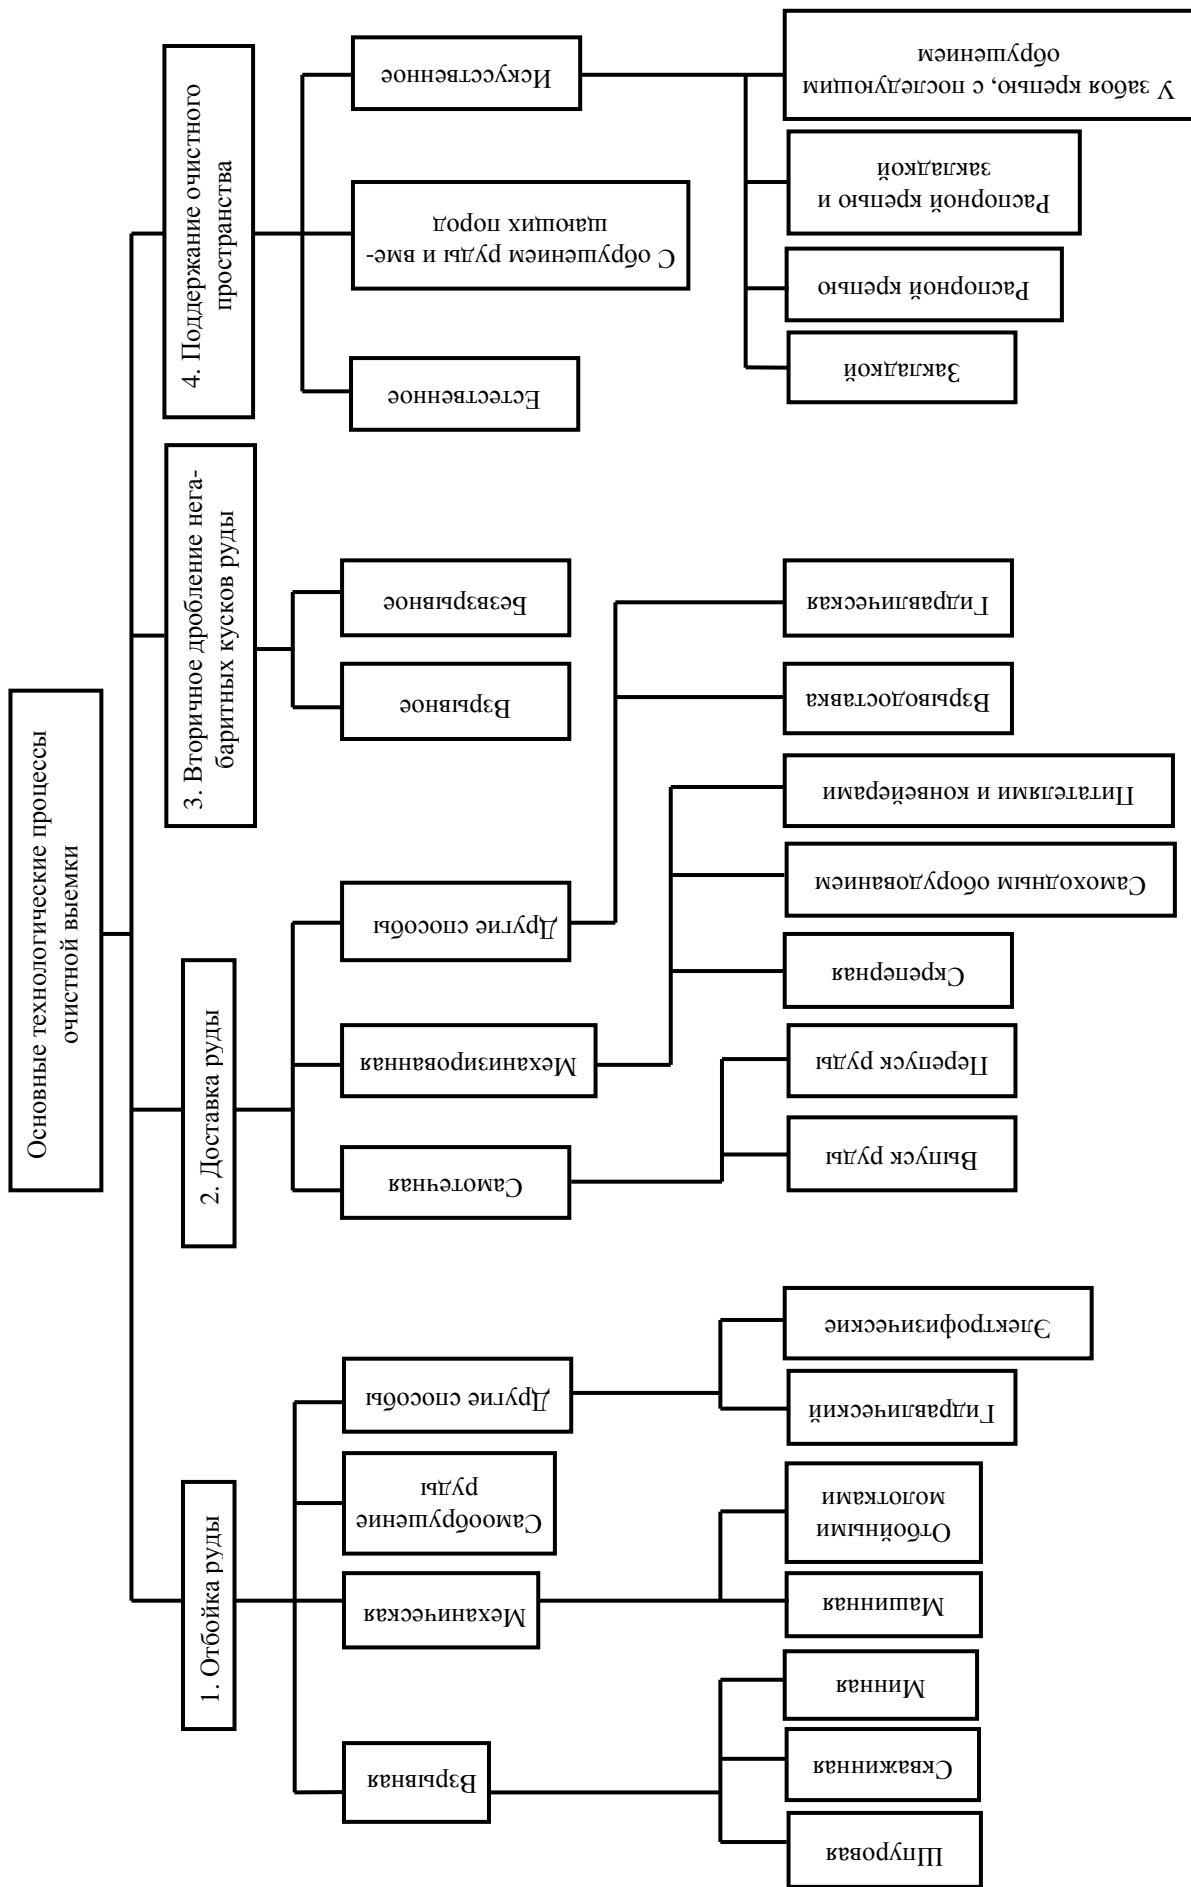 Основные технологические процессы
очистной выемки
1. Отбойка руды
Взрывная
Шпуровая
Скважинная
Минная
Механическая
Машинная
Отбойными
молотками
Самообрушение
руды
Другие способы
Гидравлический
Электрофизические
2. Доставка руды
Самотечная
Выпуск руды
Перепуск руды
Механизированная
Скреперная
Самоходным оборудованием
Питателями и конвейерами
Другие способы
Взрыводоставка
Гидравлическая
3. Вторичное дробление нега-
баритных кусков руды
Взрывное
Безвзрывное
4. Поддержание очистного
пространства
Естественное
С обрушением руды и вме-
щающих пород
Искусственное
Закладкой
Распорной крепью
Распорной крепью и
закладкой
У забоя крепью, с последующим
обрушением